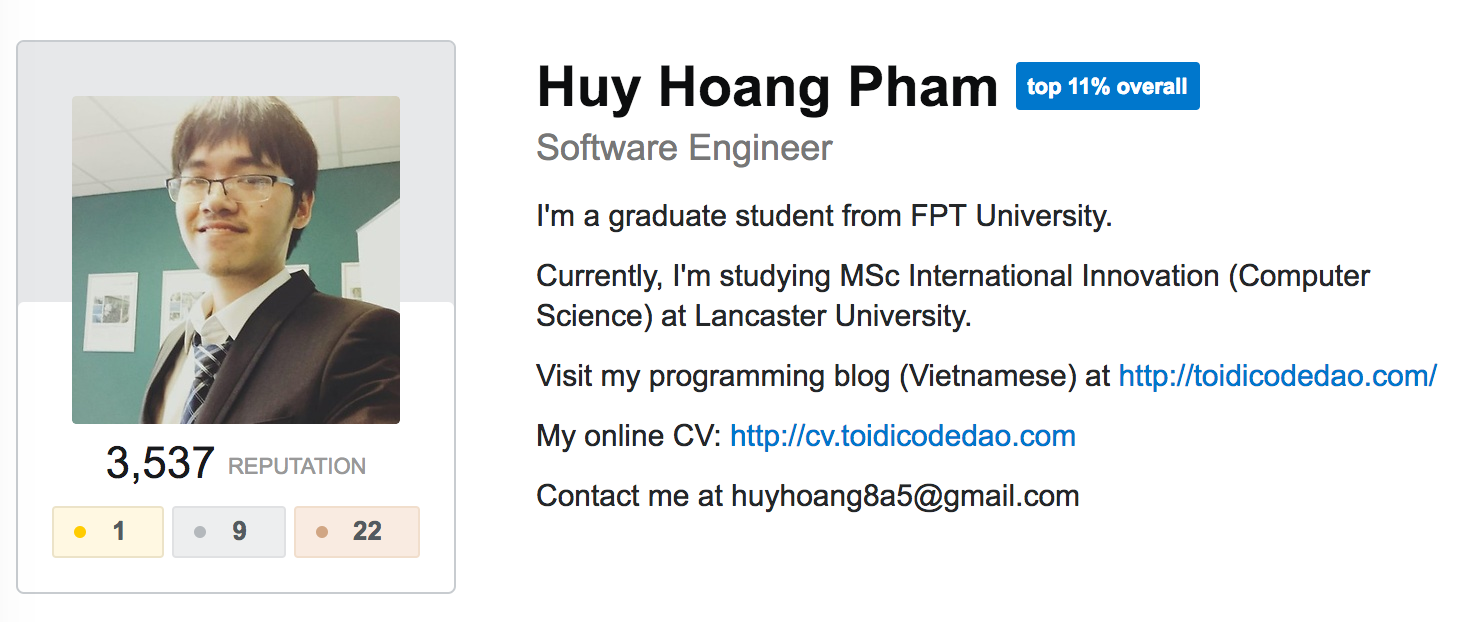 Huy Hoang Pham top 11% overall
Software Engineer
I'm a graduate student from FPT University.
Currently, I'm studying MSc International Innovation (Computer
Science) at Lancaster University.
Visit my programming blog (Vietnamese) at http://toidicodedao.com/
My online CV: http://cv.toidicodedao.com
Contact me at huyhoang8a5@gmail.com
3,537 REPUTATION
1 9 22